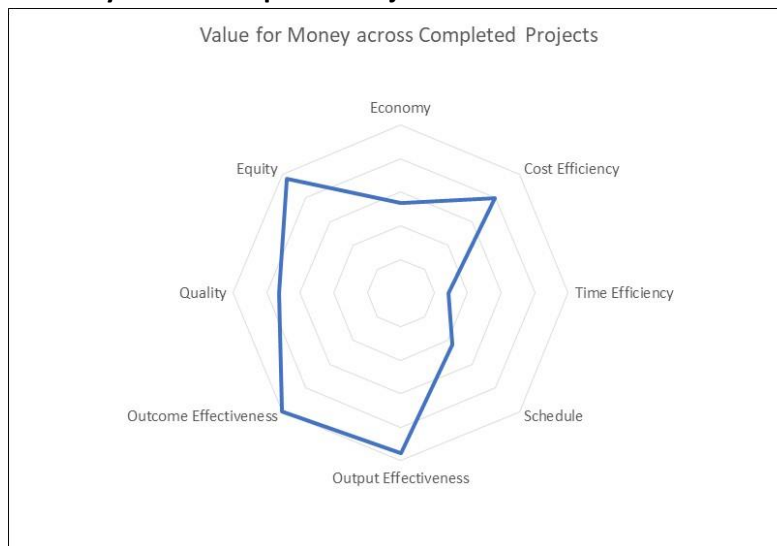 Value for Money across Completed Projects
Economy
Equity
Cost Efficiency
Quality
Time Efficiency
Outcome Effectiveness
Schedule
Output Effectiveness